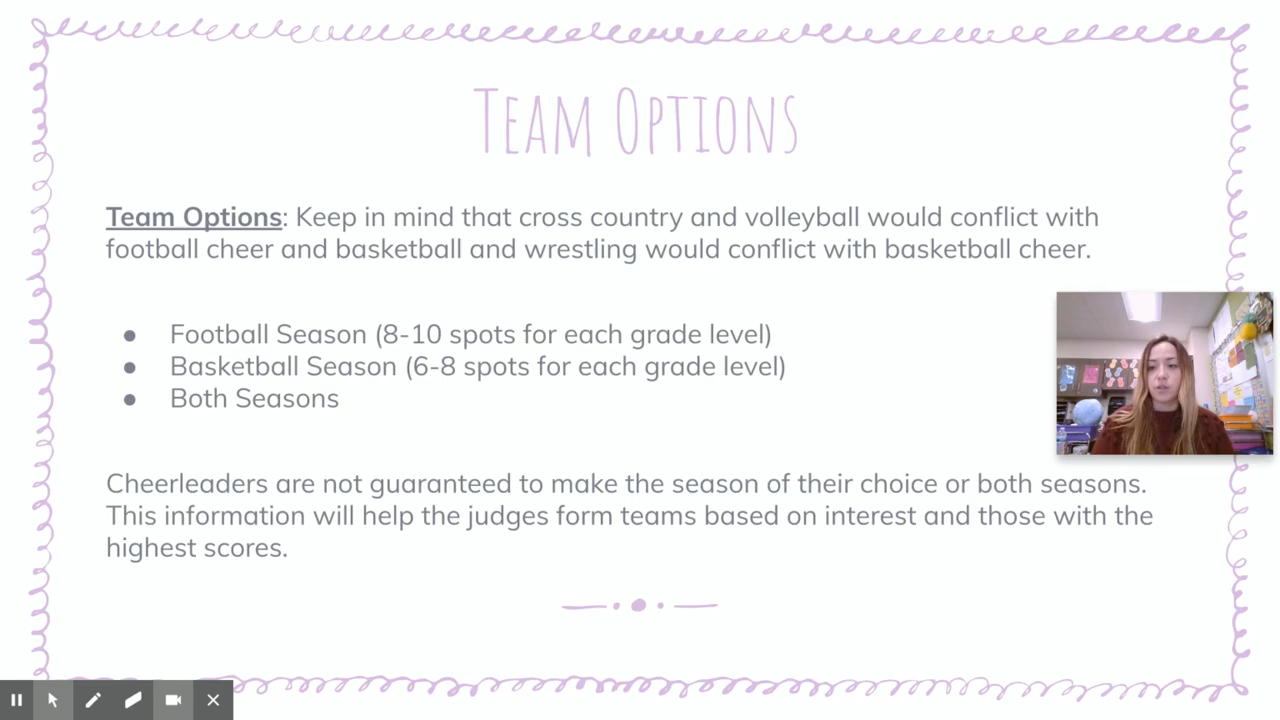 Team Options
Team Options: Keep in mind that cross country and volleyball would conflict with
football cheer and basketball and wrestling would conflict with basketball cheer.
● Football Season (8-10 spots for each grade level)
● Basketball Season (6-8 spots for each grade level)
● Both Seasons
Cheerleaders are not guaranteed to make the season of their choice or both seasons.
This information will help the judges form teams based on interest and those with the
highest scores.